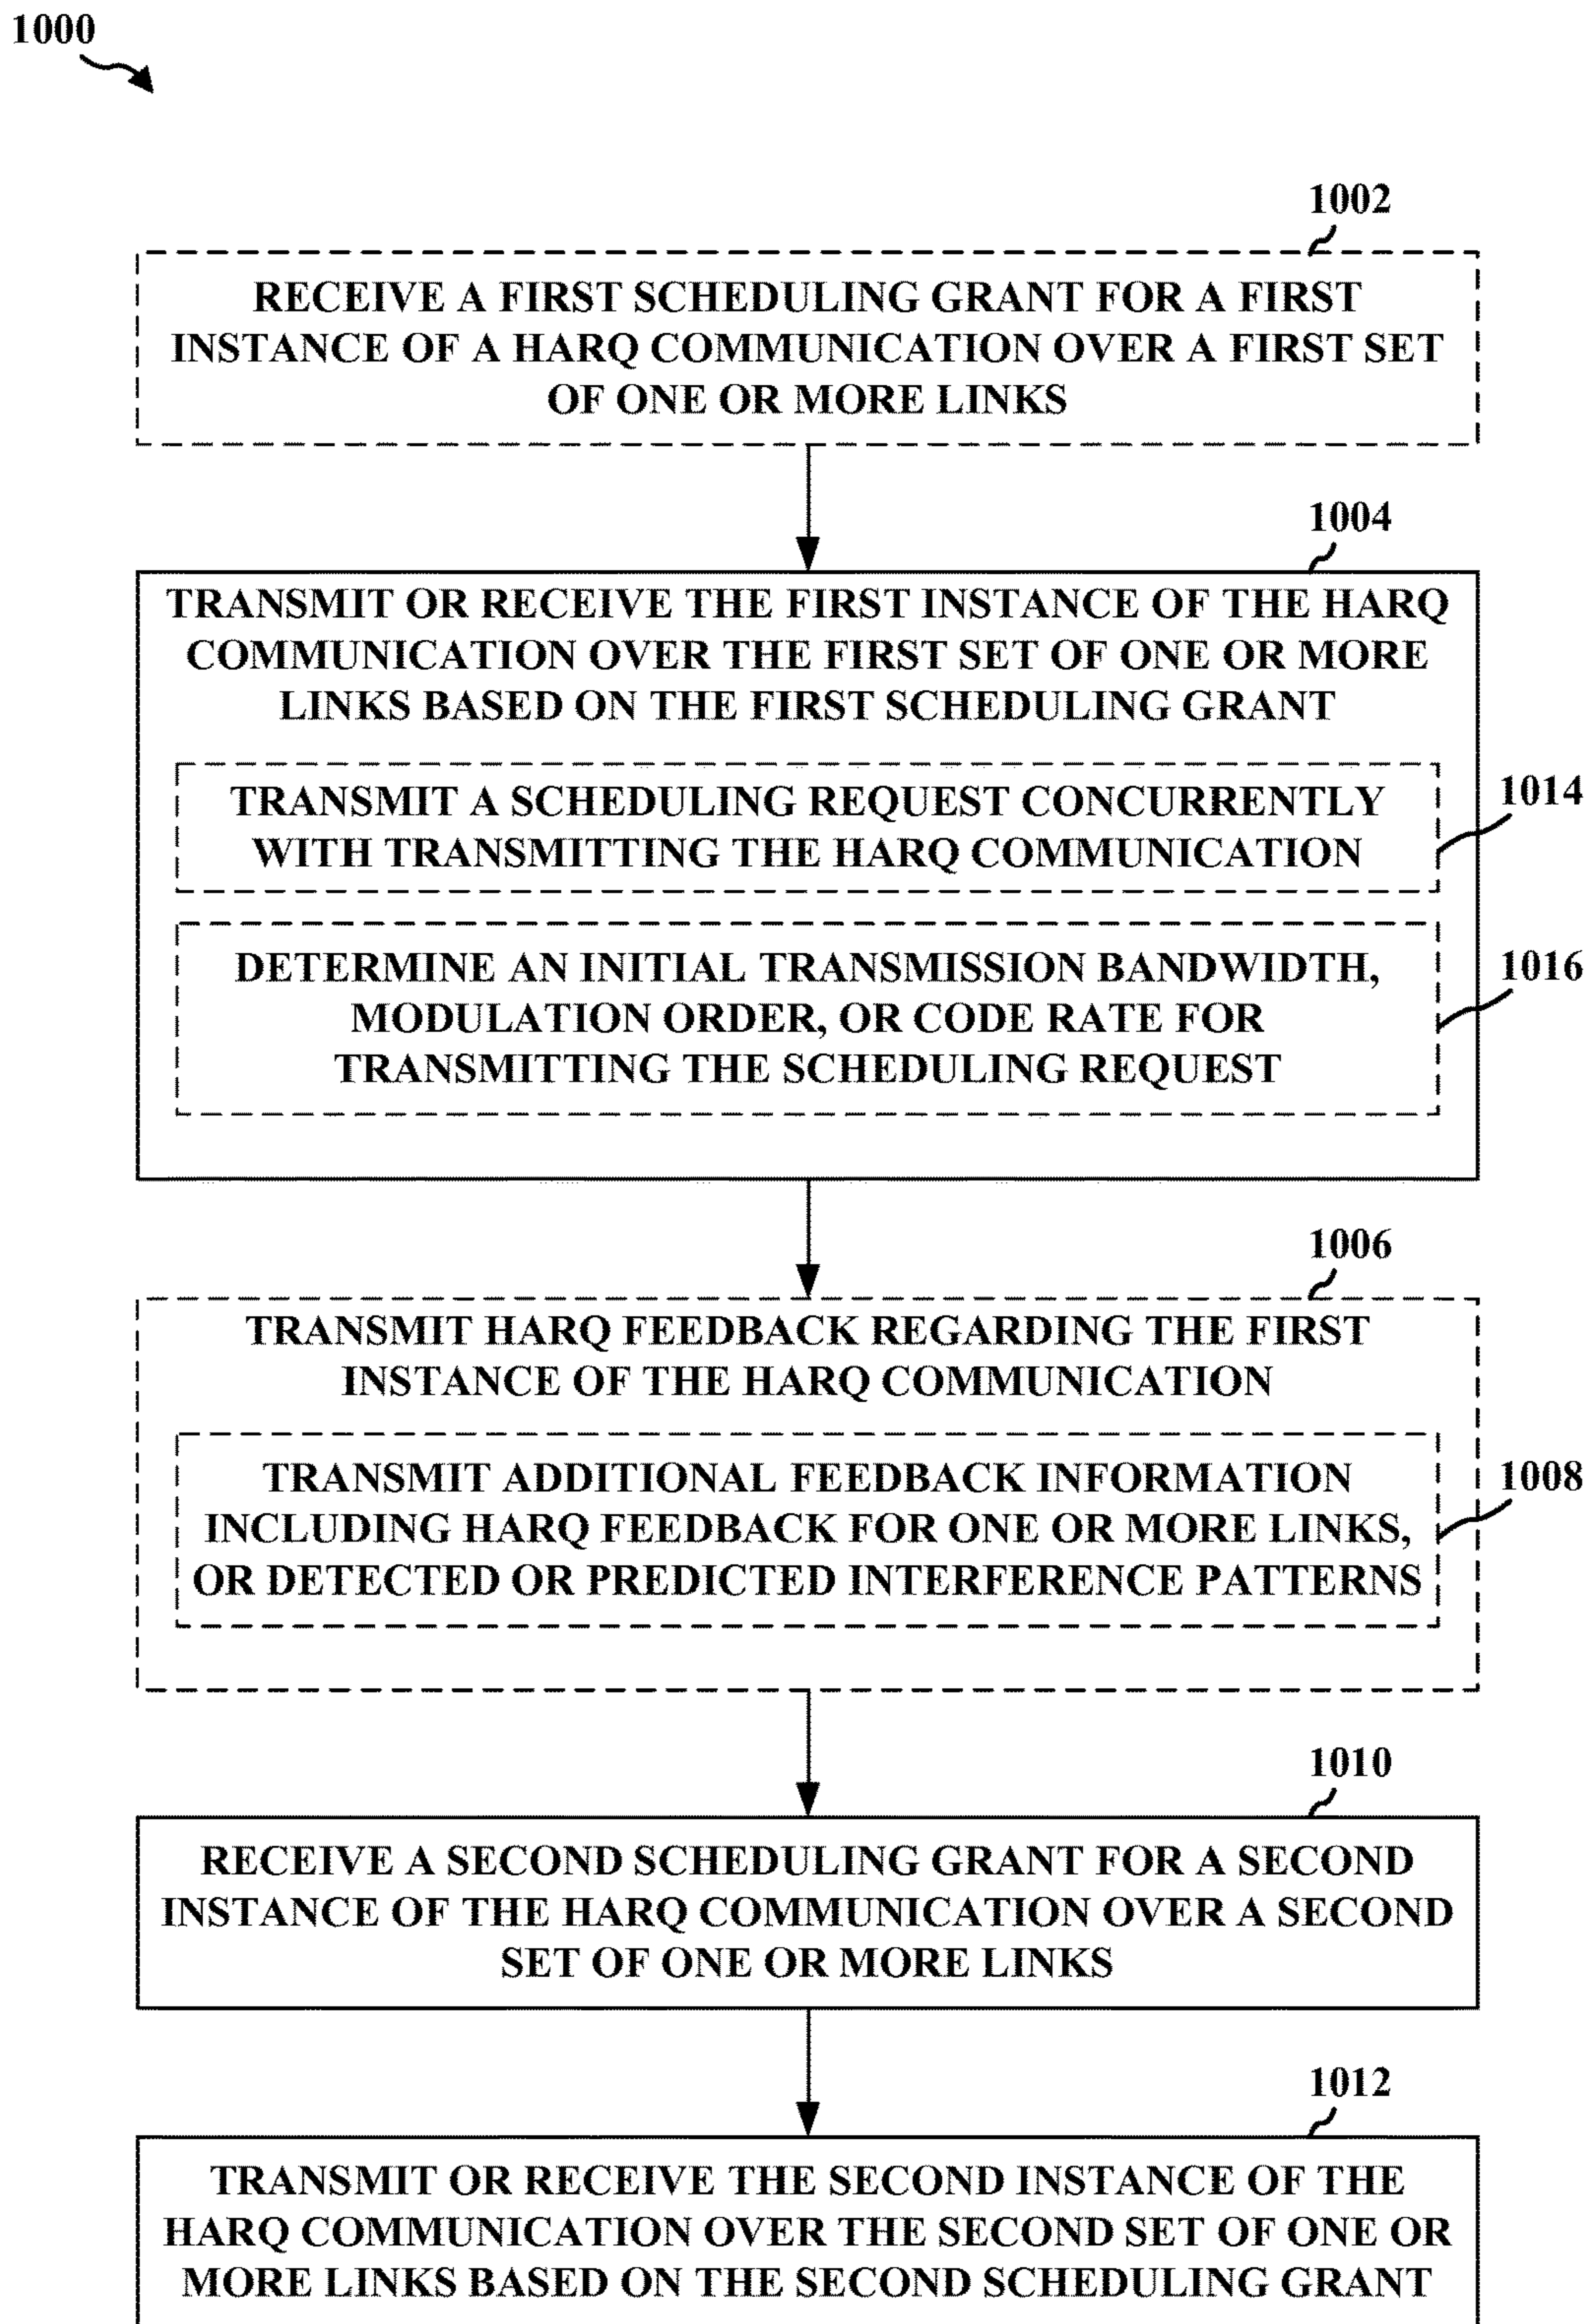 1000
1002
RECEIVE A FIRST SCHEDULING GRANT FOR A FIRST
INSTANCE OF A HARQ COMMUNICATION OVER A FIRST SET
OF ONE OR MORE LINKS
1004
TRANSMIT OR RECEIVE THE FIRST INSTANCE OF THE HARQ
COMMUNICATION OVER THE FIRST SET OF ONE OR MORE
LINKS BASED ON THE FIRST SCHEDULING GRANT
TRANSMIT A SCHEDULING REQUEST CONCURRENTLY
WITH TRANSMITTING THE HARQ COMMUNICATION
1014
DETERMINE AN INITIAL TRANSMISSION BANDWIDTH,
MODULATION ORDER, OR CODE RATE FOR
TRANSMITTING THE SCHEDULING REQUEST
1016
1006
TRANSMIT HARQ FEEDBACK REGARDING THE FIRST
INSTANCE OF THE HARQ COMMUNICATION
TRANSMIT ADDITIONAL FEEDBACK INFORMATION
INCLUDING HARQ FEEDBACK FOR ONE OR MORE LINKS,
OR DETECTED OR PREDICTED INTERFERENCE PATTERNS
1008
1010
RECEIVE A SECOND SCHEDULING GRANT FOR A SECOND
INSTANCE OF THE HARQ COMMUNICATION OVER A SECOND
SET OF ONE OR MORE LINKS
1012
TRANSMIT OR RECEIVE THE SECOND INSTANCE OF THE
HARQ COMMUNICATION OVER THE SECOND SET OF ONE OR
MORE LINKS BASED ON THE SECOND SCHEDULING GRANT